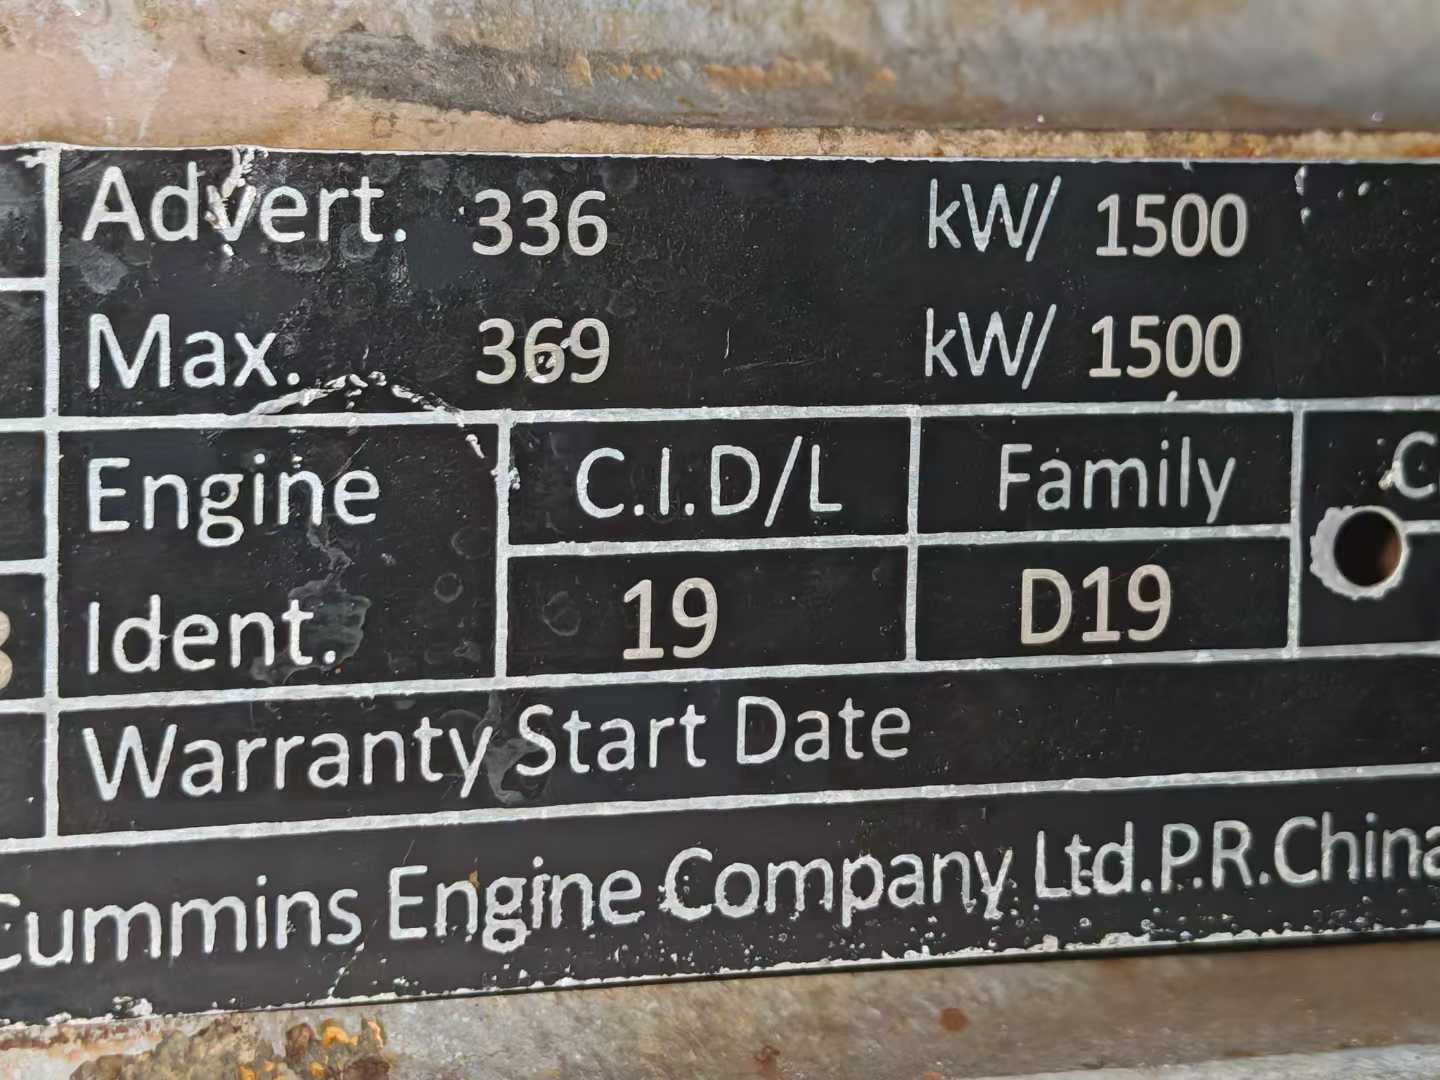 Advert. 336 kW/ 1500
Max. 369 kW/ 1500
Engine Ident.
C.I.D/L Family
19 D19
Warranty Start Date
Cummins Engine Company Ltd.P.R.China